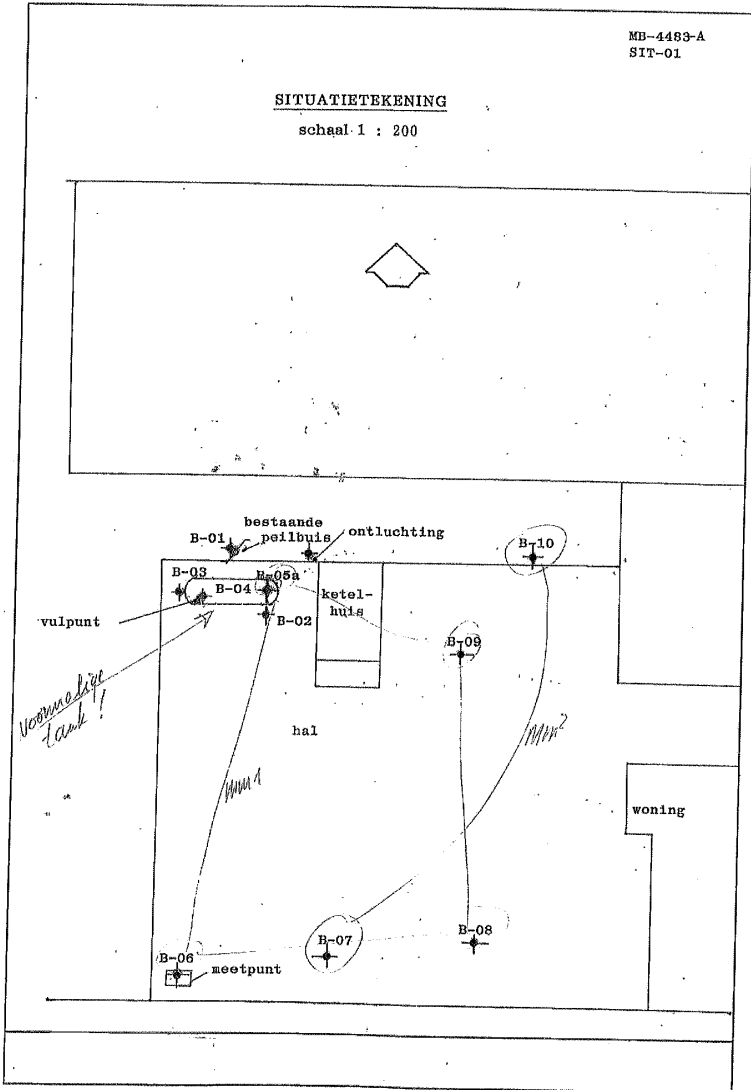 MB-4483-A
SIT-01
SITUATIETEKENING
schaal 1 : 200
bestaande
B-01
peilbuis
ontluchting
B-10
B-03
B-05a
B-04
ketel-
huis
vulpunt
B-02
B-09
voormalige
tank !
hal
mm1
mm2
woning
B-07
B-08
B-06
meetpunt